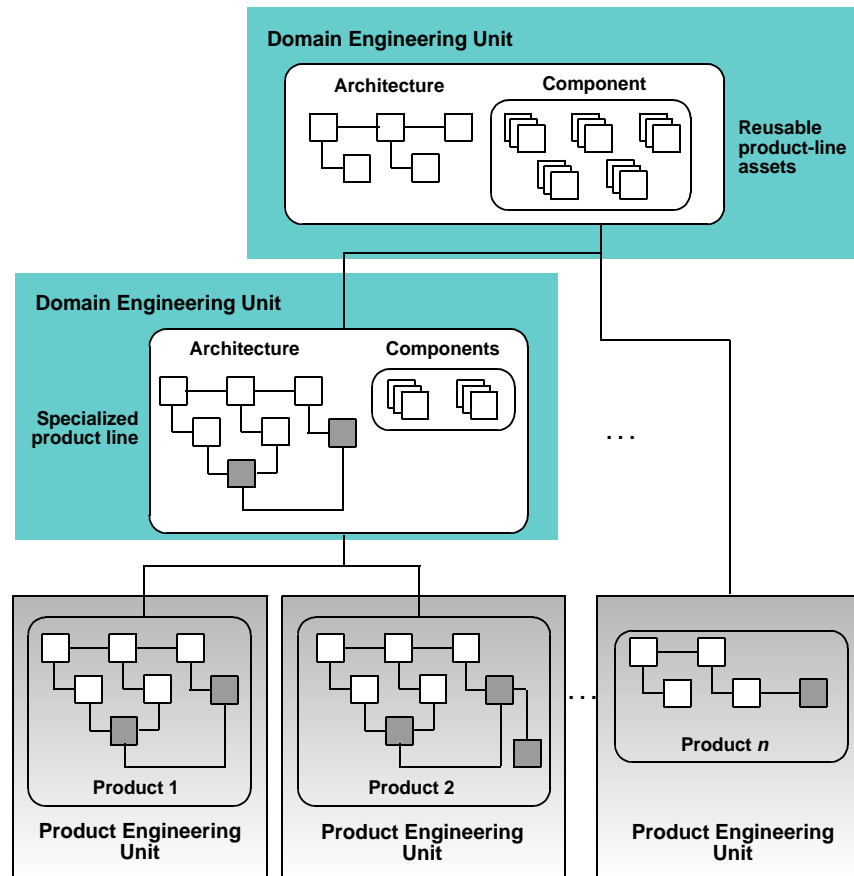 Domain Engineering Unit
Architecture
Component
Reusable
product-line
assets
Domain Engineering Unit
Architecture
Components
Specialized
product line
...
Product 1
Product Engineering
Unit
Product 2
Product Engineering
Unit
...
Product n
Product Engineering
Unit